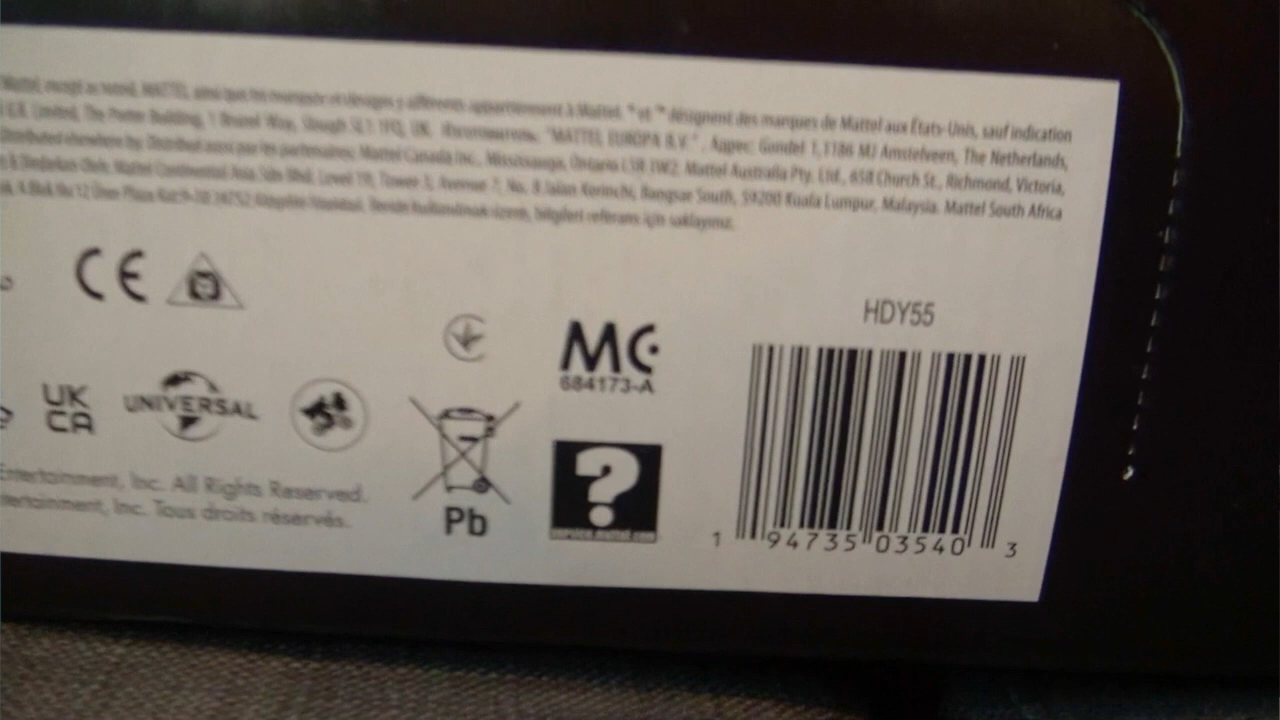 Mattel, except as noted. MATTEL, ainsi que les marques et designs y afférents appartiennent à Mattel. ® et ™ désignent des marques de Mattel aux États-Unis, sauf indication
U.K. Limited, The Porter Building, 1 Brunel Way, Slough SL1 1FQ, UK. "MATTEL EUROPA B.V.", Адрес: Gondel 1, 1186 MJ Amstelveen, The Netherlands,
Distributed elsewhere by: Distribué aussi par les partenaires: Mattel Canada Inc., Mississauga, Ontario L5R 3W2. Mattel Australia Pty. Ltd., 658 Church St., Richmond, Victoria,
Mattel Continental Asia Sdn Bhd. Level 19, Tower 3, Avenue 7, No. 8 Jalan Kerinchi, Bangsar South, 59200 Kuala Lumpur, Malaysia. Mattel South Africa
bilgileri referans için saklayınız.
CE
HDY55
MC
684173-A
UK
CA
UNIVERSAL
Entertainment, Inc. All Rights Reserved.
Entertainment, Inc. Tous droits réservés.
Pb
?
service.mattel.com
1 94735 03540 3